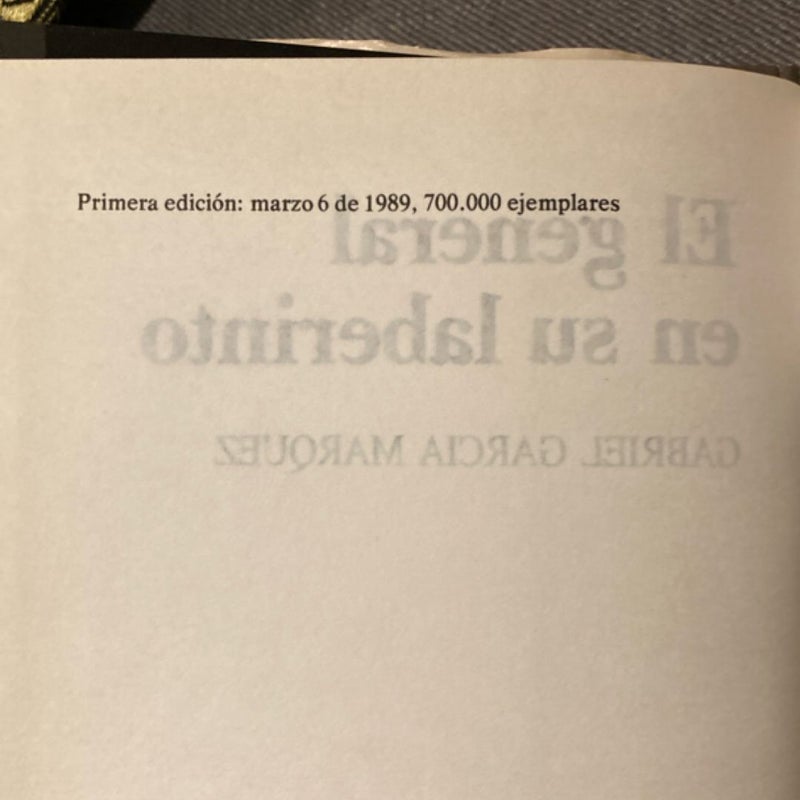 Primera edición: marzo 6 de 1989, 700.000 ejemplares
El general
en su laberinto
GABRIEL GARCIA MARQUEZ